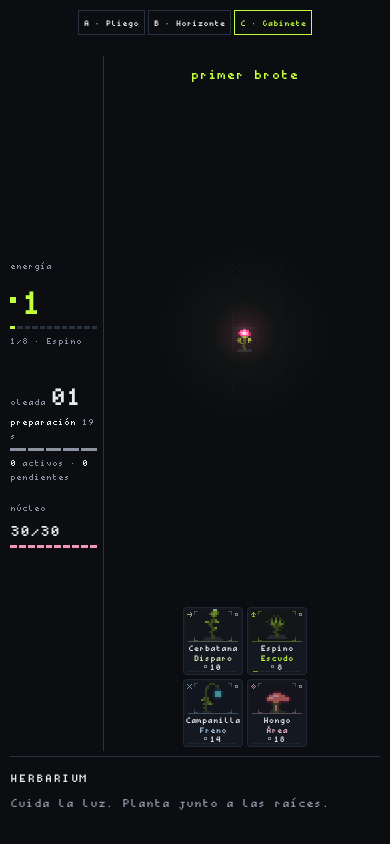 A · Pliego
B · Horizonte
C · Gabinete
primer brote
energía
1
1/8 · Espino
oleada 01
preparación 19
s
0 activos · 0
pendientes
núcleo
30/30
Cerbatana
Disparo
10
Espino
Escudo
8
Campanilla
Freno
14
Hongo
Área
18
HERBARIUM
Cuida la luz. Planta junto a las raíces.